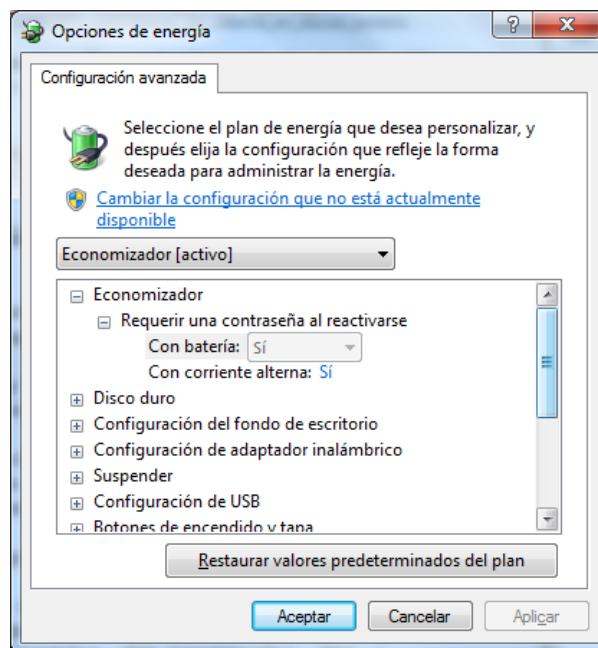 Opciones de energía
Configuración avanzada
Seleccione el plan de energía que desea personalizar, y
después elija la configuración que refleje la forma
deseada para administrar la energía.
Cambiar la configuración que no está actualmente
disponible
Economizador [activo]
Economizador
Requerir una contraseña al reactivarse
Con batería: Sí
Con corriente alterna: Sí
Disco duro
Configuración del fondo de escritorio
Configuración de adaptador inalámbrico
Suspender
Configuración de USB
Botones de encendido y tapa
Restaurar valores predeterminados del plan
Aceptar Cancelar Aplicar